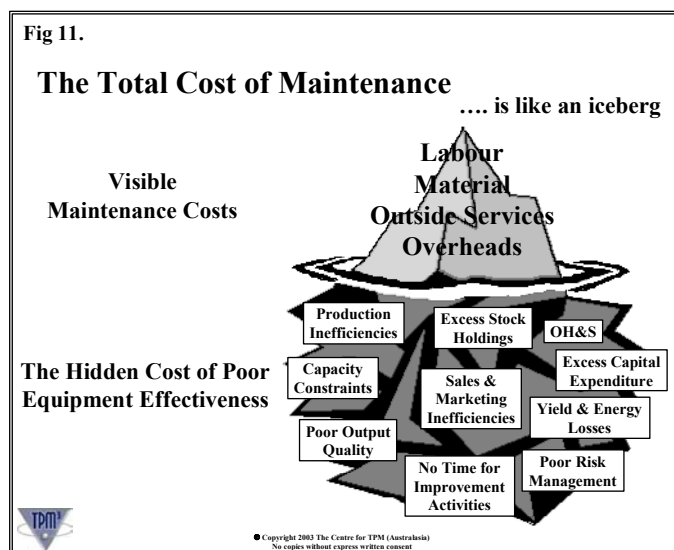 Fig 11.
The Total Cost of Maintenance
.... is like an iceberg
Visible
Maintenance Costs
Labour
Material
Outside Services
Overheads
The Hidden Cost of Poor
Equipment Effectiveness
Production
Inefficiencies
Excess Stock
Holdings
OH&S
Capacity
Constraints
Sales &
Marketing
Inefficiencies
Excess Capital
Expenditure
Yield & Energy
Losses
Poor Output
Quality
No Time for
Improvement
Activities
Poor Risk
Management
TPM³
Copyright 2003 The Centre for TPM (Australasia)
No copies without express written consent